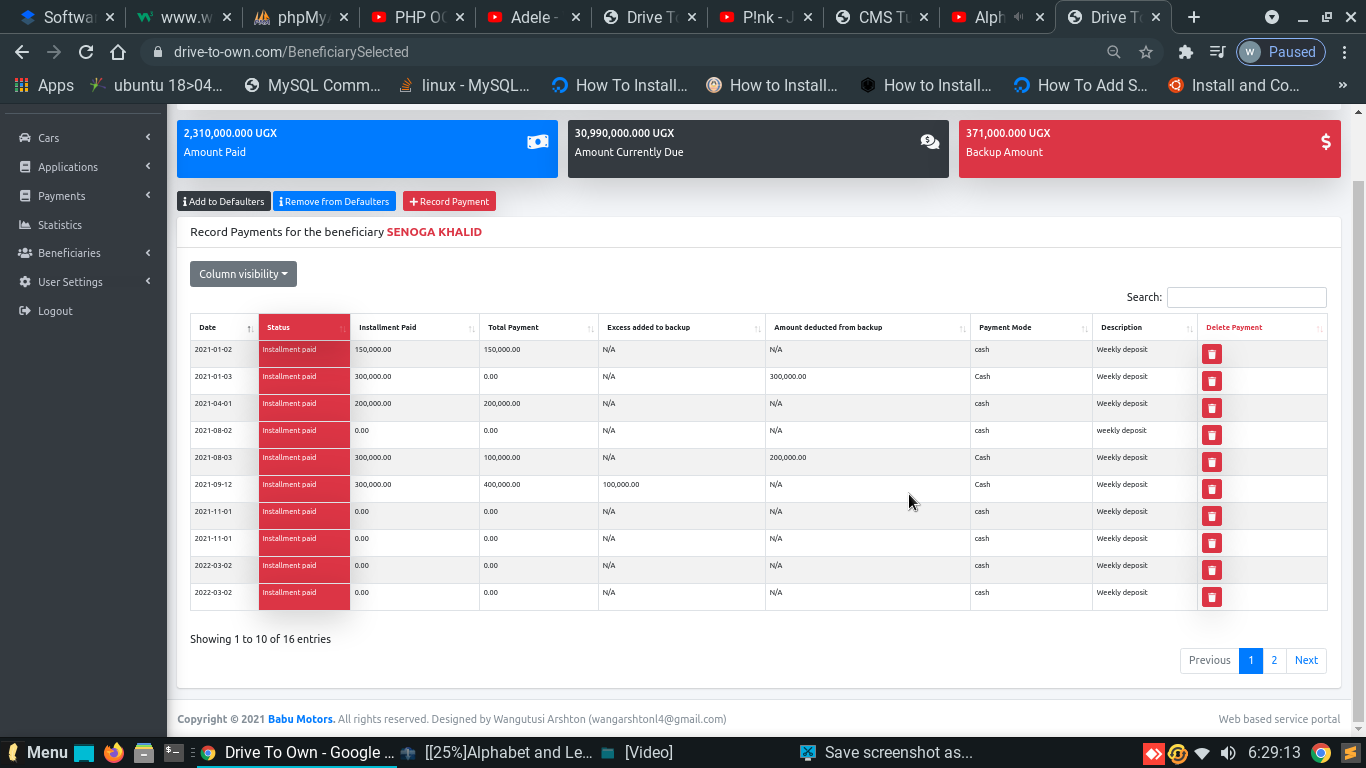 Softwa www.w phpMy PHP OO Adele - Drive To P!nk - J CMS Tu Alph Drive To
drive-to-own.com/BeneficiarySelected W Paused
Apps ubuntu 18>04... MySQL Comm... linux - MySQL... How To Install... How to Install... How to Install... How To Add S... Install and Co... »
Cars
Applications
Payments
Statistics
Beneficiaries
User Settings
Logout
2,310,000.000 UGX
Amount Paid
30,990,000.000 UGX
Amount Currently Due
371,000.000 UGX
Backup Amount
Add to Defaulters Remove from Defaulters Record Payment
Record Payments for the beneficiary SENOGA KHALID
Column visibility
Search:
Date Status Installment Paid Total Payment Excess added to backup Amount deducted from backup Payment Mode Description Delete Payment
2021-01-02 Installment paid 150,000.00 150,000.00 N/A N/A cash Weekly deposit
2021-01-03 Installment paid 300,000.00 0.00 N/A 300,000.00 Cash Weekly deposit
2021-04-01 Installment paid 200,000.00 200,000.00 N/A N/A cash Weekly deposit
2021-08-02 Installment paid 0.00 0.00 N/A N/A cash weekly deposit
2021-08-03 Installment paid 300,000.00 100,000.00 N/A 200,000.00 Cash Weekly deposit
2021-09-12 Installment paid 300,000.00 400,000.00 100,000.00 N/A Cash Weekly deposit
2021-11-01 Installment paid 0.00 0.00 N/A N/A cash Weekly deposit
2021-11-01 Installment paid 0.00 0.00 N/A N/A cash Weekly deposit
2022-03-02 Installment paid 0.00 0.00 N/A N/A cash Weekly deposit
2022-03-02 Installment paid 0.00 0.00 N/A N/A cash Weekly deposit
Showing 1 to 10 of 16 entries
Previous 1 2 Next
Copyright © 2021 Babu Motors. All rights reserved. Designed by Wangutusi Arshton (wangarshtonl4@gmail.com) Web based service portal
Menu Drive To Own - Google ... [[25%]Alphabet and Le... [Video] Save screenshot as... 6:29:13